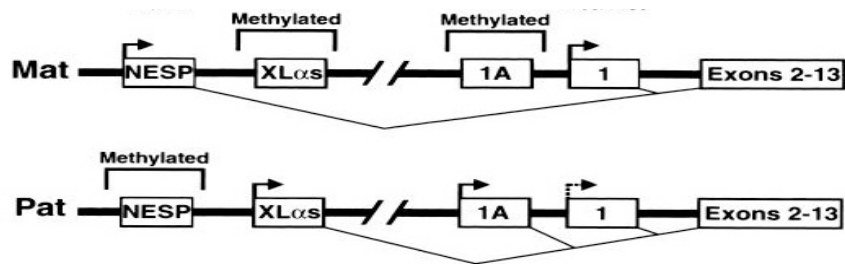 Methylated Methylated
Mat NESP XLαs 1A 1 Exons 2-13
Methylated
Pat NESP XLαs 1A 1 Exons 2-13